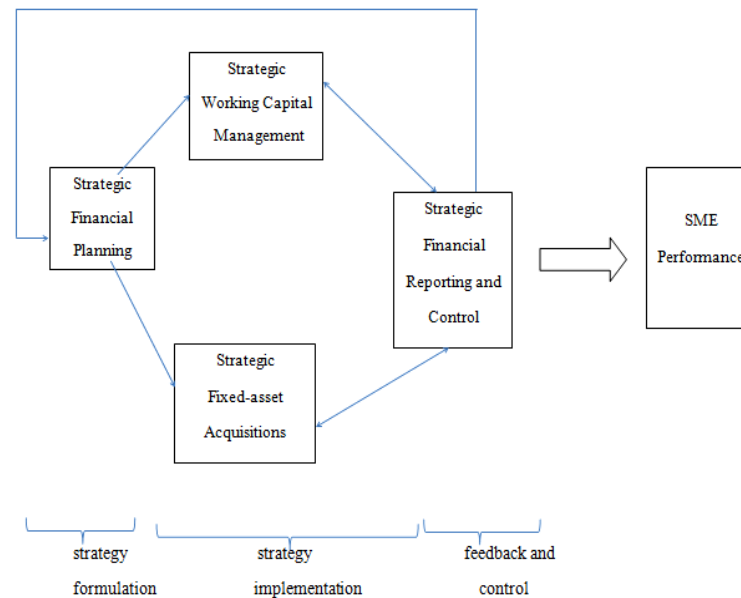 Strategic
Working Capital
Management
Strategic
Financial
Planning
Strategic
Financial
Reporting and
Control
SME
Performance
Strategic
Fixed-asset
Acquisitions
strategy
formulation
strategy
implementation
feedback and
control